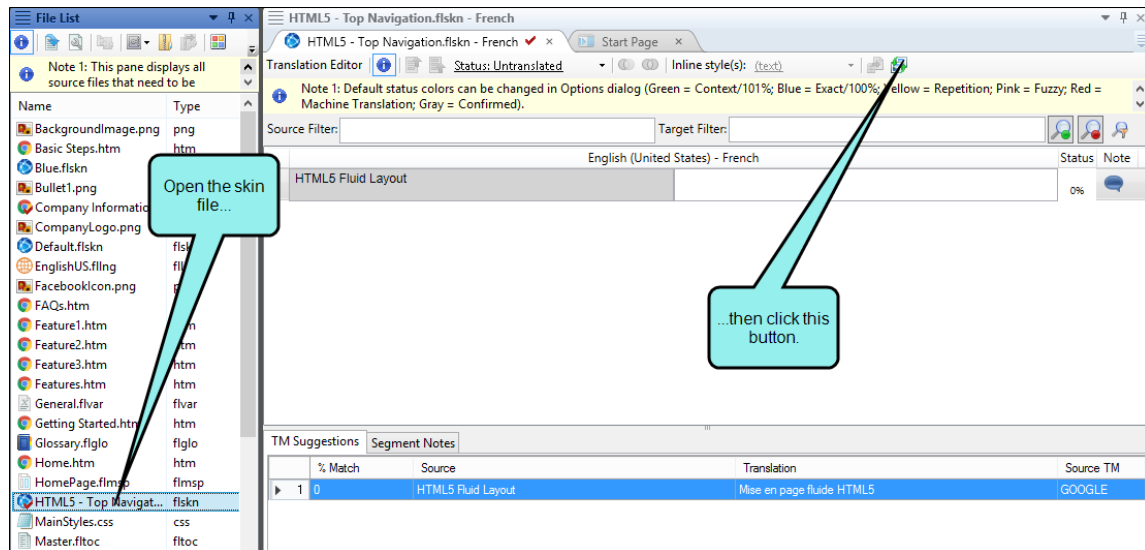 File List
Note 1: This pane displays all
source files that need to be
Name Type
BackgroundImage.png png
Basic Steps.htm htm
Blue.flskn
Bullet1.png
Company Informatio
CompanyLogo.png
Default.flskn flsk
EnglishUS.fllng fll
FacebookIcon.png p
FAQs.htm
Feature1.htm htm
Feature2.htm htm
Feature3.htm htm
Features.htm htm
General.flvar flvar
Getting Started.htm htm
Glossary.flglo flglo
Home.htm htm
HomePage.flmsp flmsp
HTML5 - Top Navigat... flskn
MainStyles.css css
Master.fltoc fltoc
Open the skin
file...
HTML5 - Top Navigation.flskn - French
HTML5 - Top Navigation.flskn - French Start Page
Translation Editor Status: Untranslated Inline style(s): (text)
Note 1: Default status colors can be changed in Options dialog (Green = Context/101%; Blue = Exact/100%; Yellow = Repetition; Pink = Fuzzy; Red =
Machine Translation; Gray = Confirmed).
Source Filter: Target Filter:
English (United States) - French Status Note
HTML5 Fluid Layout 0%
...then click this
button.
TM Suggestions Segment Notes
% Match Source Translation Source TM
1 0 HTML5 Fluid Layout Mise en page fluide HTML5 GOOGLE